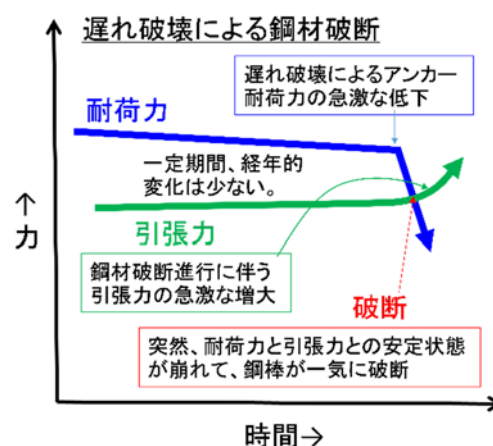 遅れ破壊による鋼材破断
遅れ破壊によるアンカー
耐荷力の急激な低下
耐荷力
一定期間、経年的
変化は少ない。
↑
力
引張力
鋼材破断進行に伴う
引張力の急激な増大
破断
突然、耐荷力と引張力との安定状態
が崩れて、鋼棒が一気に破断
時間→